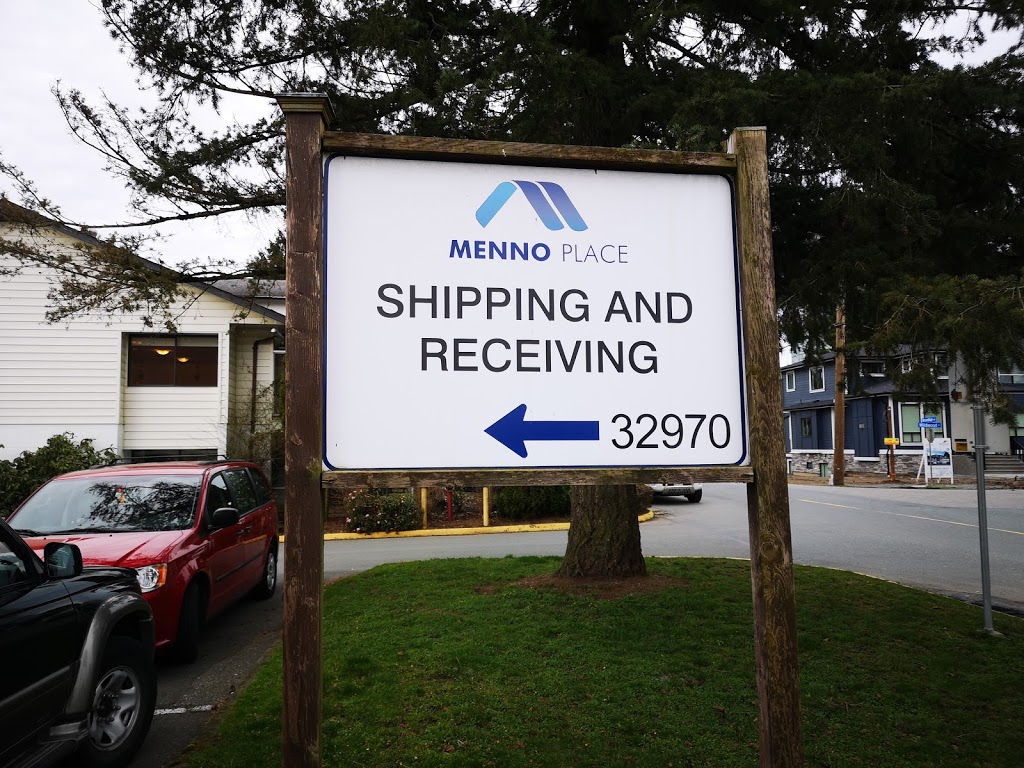 MENNO PLACE
SHIPPING AND
RECEIVING
32970